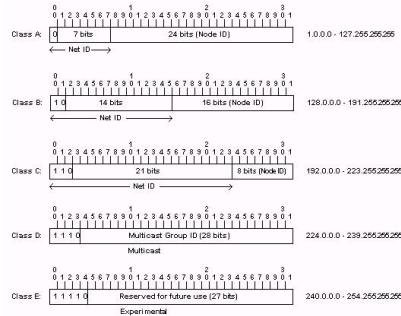 0 1 2 3
0 1 2 3 4 5 6 7 8 9 0 1 2 3 4 5 6 7 8 9 0 1 2 3 4 5 6 7 8 9 0 1
Class A: 0 7 bits 24 bits (Node ID) 1.0.0.0 - 127.255.255.255
Net ID
0 1 2 3
0 1 2 3 4 5 6 7 8 9 0 1 2 3 4 5 6 7 8 9 0 1 2 3 4 5 6 7 8 9 0 1
Class B: 1 0 14 bits 16 bits (Node ID) 128.0.0.0 - 191.255.255.255
Net ID
0 1 2 3
0 1 2 3 4 5 6 7 8 9 0 1 2 3 4 5 6 7 8 9 0 1 2 3 4 5 6 7 8 9 0 1
Class C: 1 1 0 21 bits 8 bits (Node ID) 192.0.0.0 - 223.255.255.255
Net ID
0 1 2 3
0 1 2 3 4 5 6 7 8 9 0 1 2 3 4 5 6 7 8 9 0 1 2 3 4 5 6 7 8 9 0 1
Class D: 1 1 1 0 Multicast Group ID (28 bits) 224.0.0.0 - 239.255.255.255
Multicast
0 1 2 3
0 1 2 3 4 5 6 7 8 9 0 1 2 3 4 5 6 7 8 9 0 1 2 3 4 5 6 7 8 9 0 1
Class E: 1 1 1 1 0 Reserved for future use (27 bits) 240.0.0.0 - 254.255.255.255
Experimental